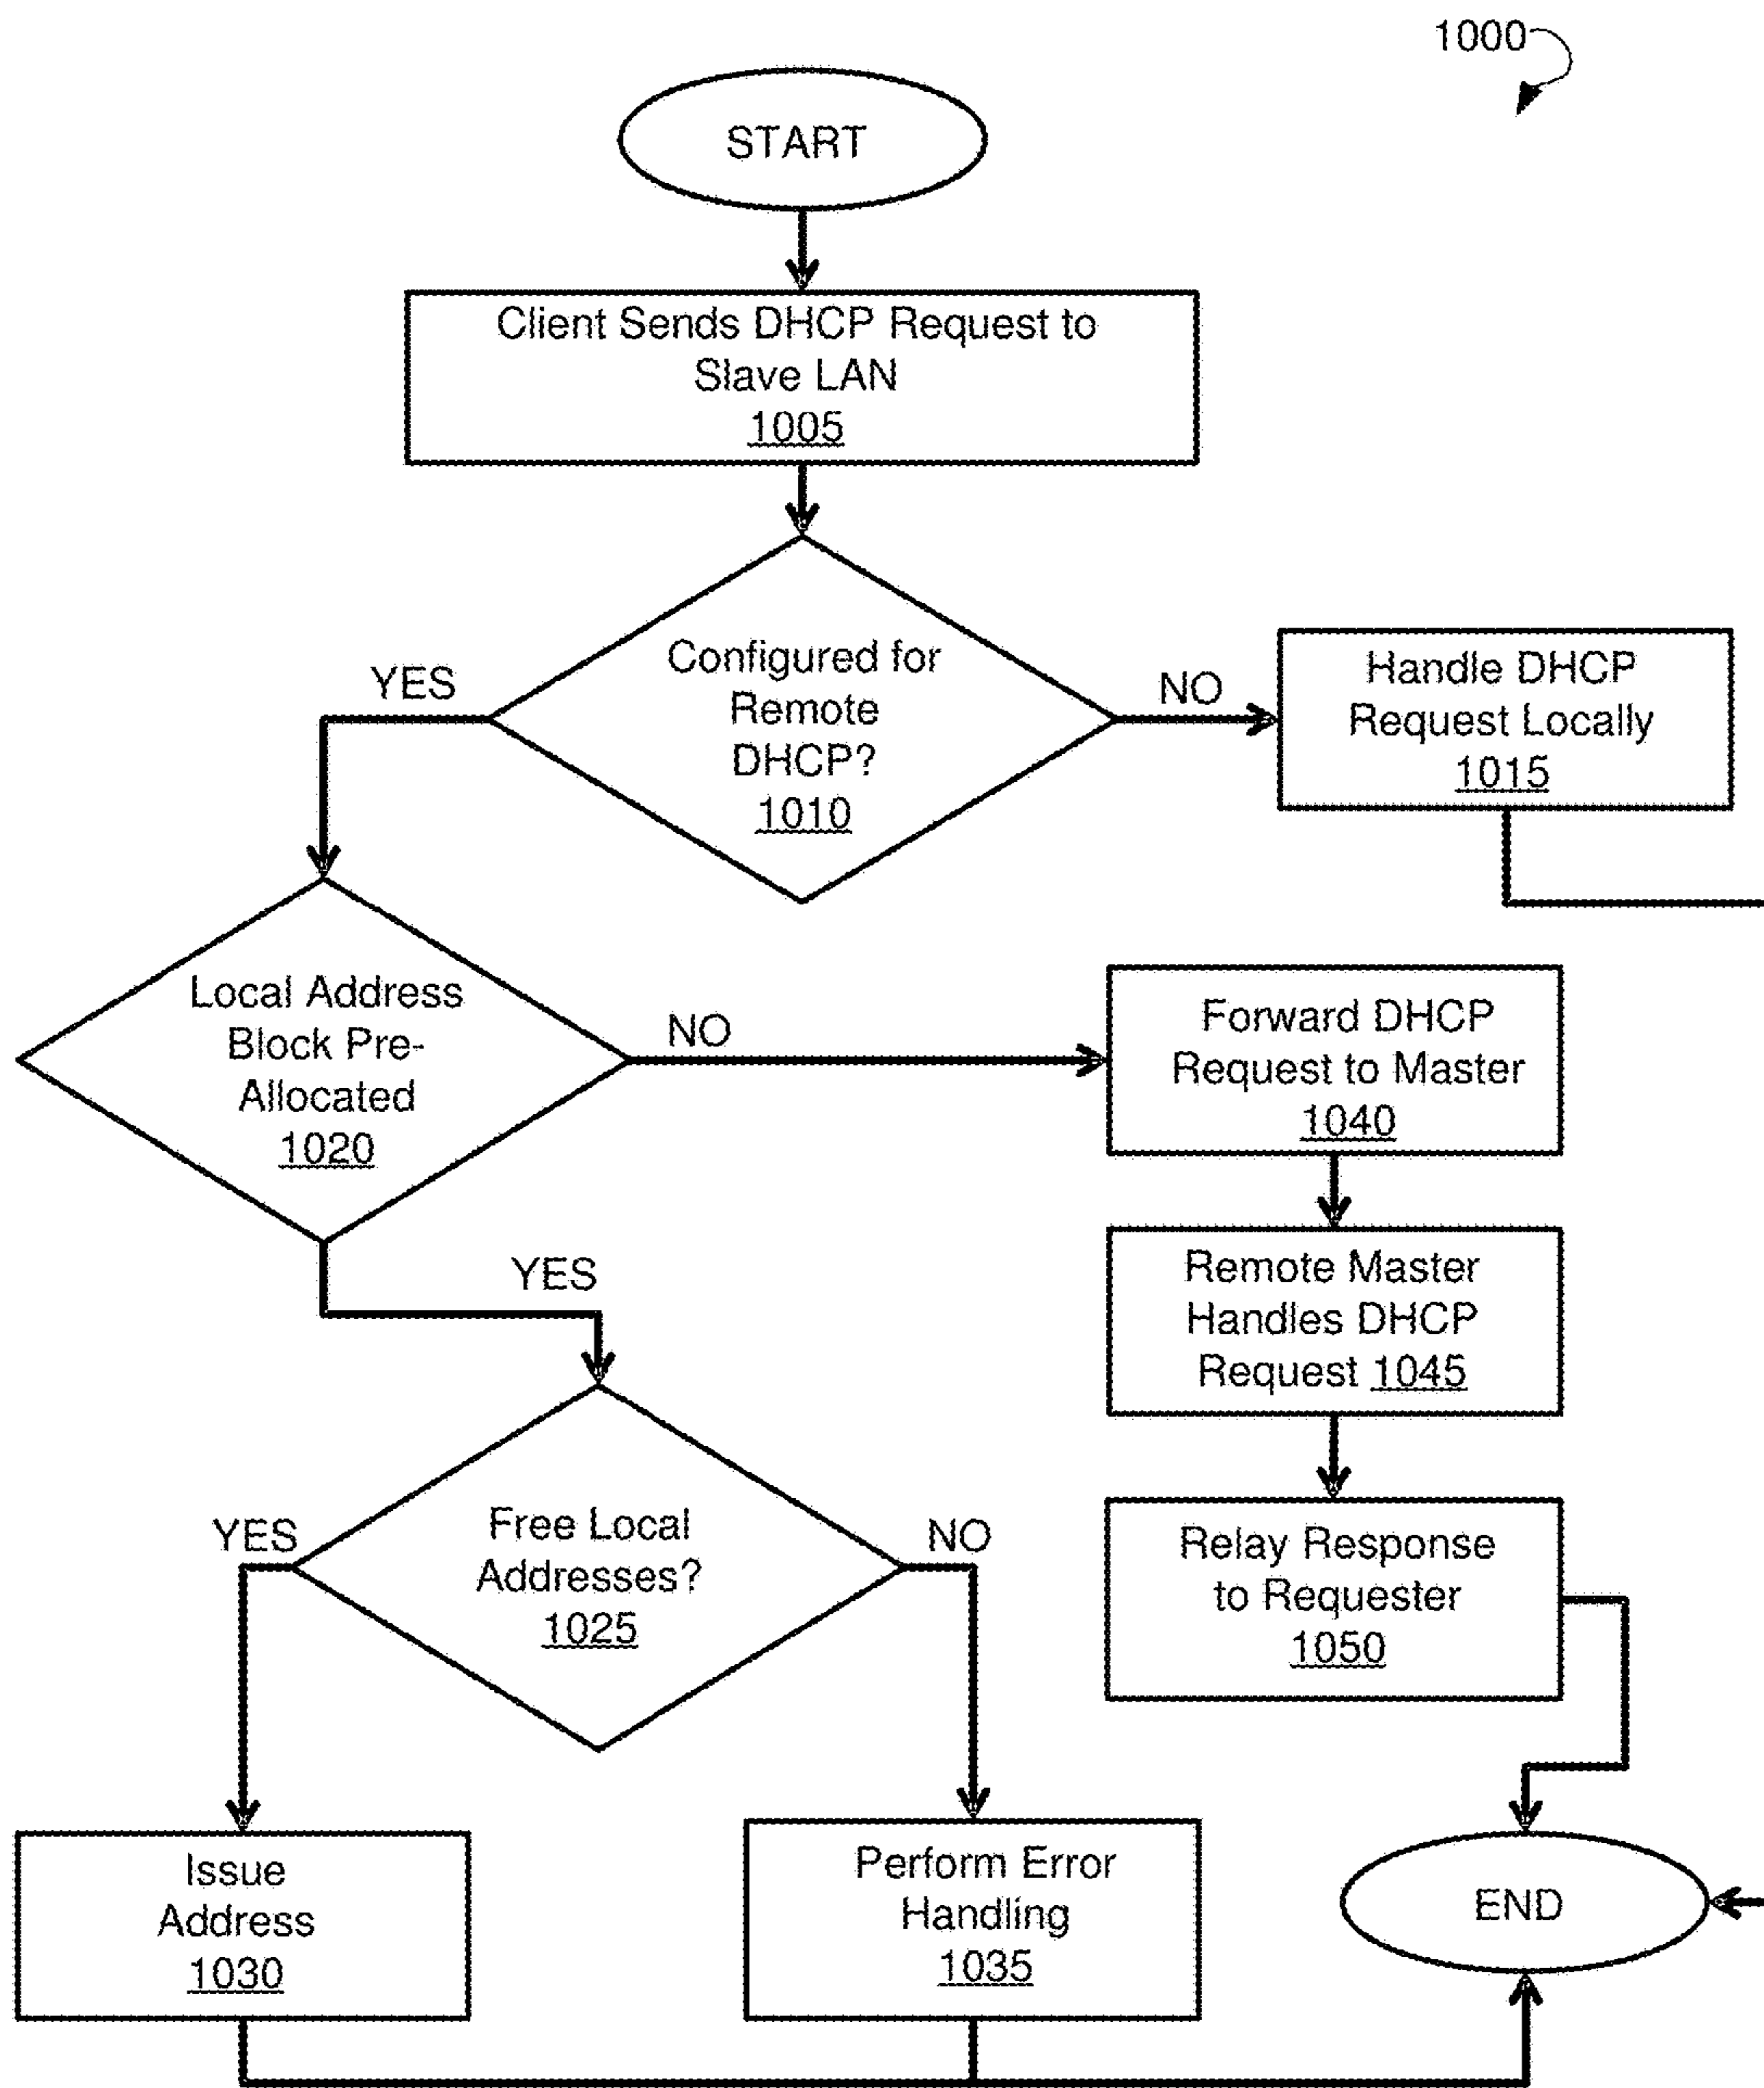 1000
START
Client Sends DHCP Request to
Slave LAN
1005
Configured for
Remote
DHCP?
1010
YES
NO
Handle DHCP
Request Locally
1015
Local Address
Block Pre-
Allocated
1020
NO
YES
Forward DHCP
Request to Master
1040
Remote Master
Handles DHCP
Request 1045
Free Local
Addresses?
1025
YES
NO
Relay Response
to Requester
1050
Issue
Address
1030
Perform Error
Handling
1035
END